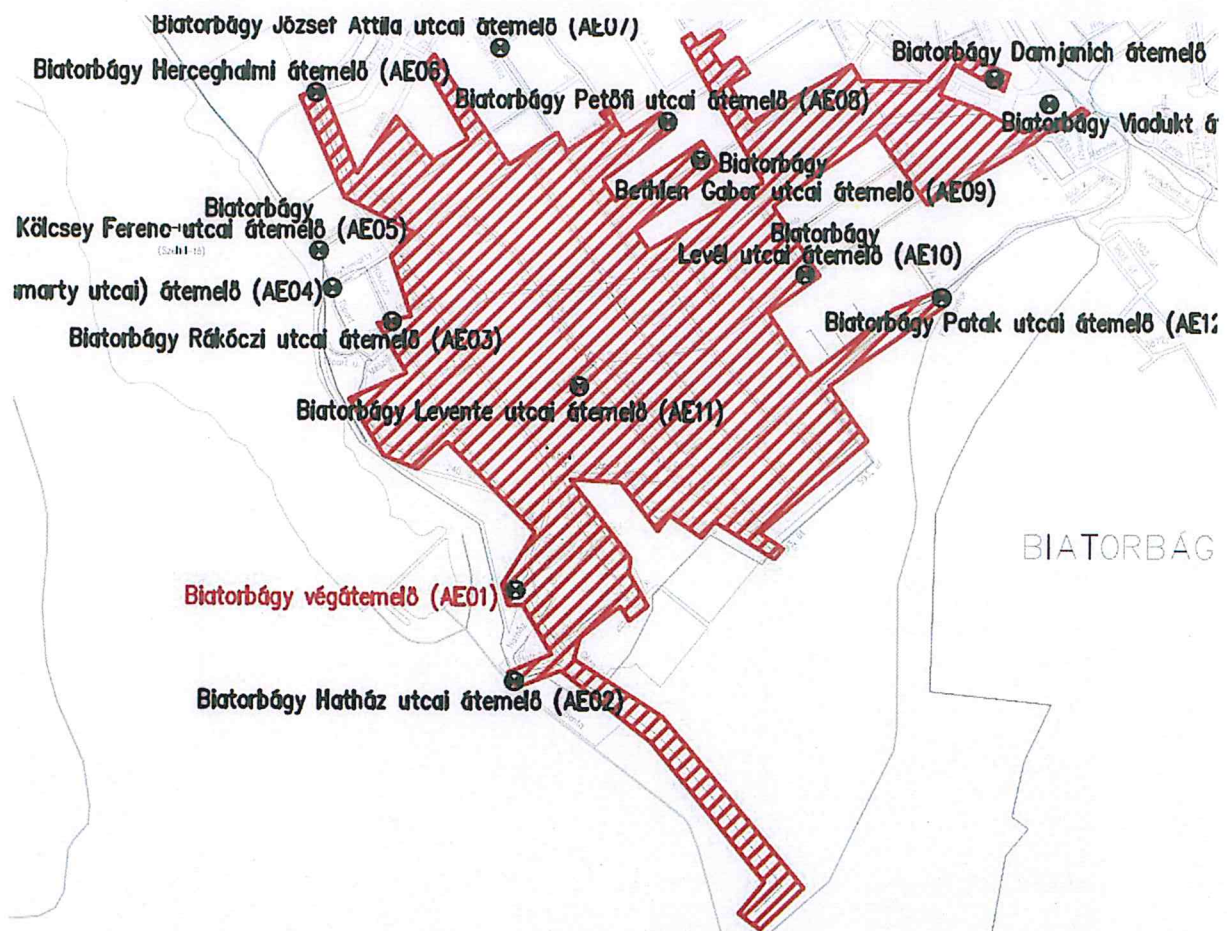 Biatorbágy József Attila utcai átemelő (AE07)
Biatorbágy Damjanich átemelő
Biatorbágy Herceghalmi átemelő (AE06)
Biatorbágy Petőfi utcai átemelő (AE08)
Biatorbágy Viadukt
Biatorbágy
Bethlen Gabor utcai átemelő (AE09)
Biatorbágy
Kölcsey Ferenc utcai átemelő (AE05)
Biatorbágy
Levél utcai átemelő (AE10)
marty utcai) átemelő (AE04)
Biatorbágy Patak utcai átemelő (AE12
Biatorbágy Rákóczi utcai átemelő (AE03)
Biatorbágy Levente utcai átemelő (AE11)
BIATORBÁG
Biatorbágy végátemelő (AE01)
Biatorbágy Hatház utcai átemelő (AE02)